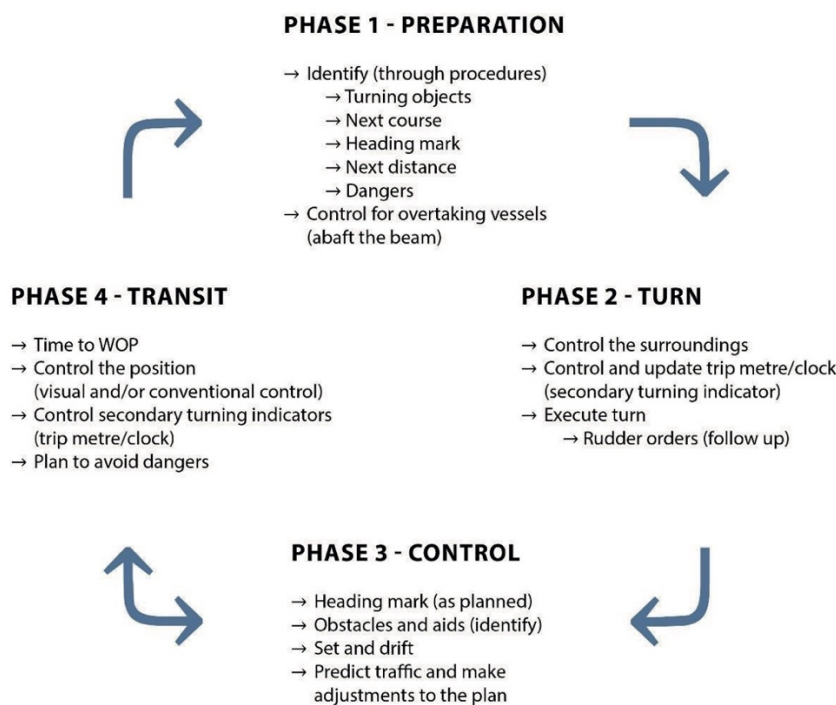 PHASE 1 - PREPARATION
→ Identify (through procedures)
→ Turning objects
→ Next course
→ Heading mark
→ Next distance
→ Dangers
→ Control for overtaking vessels
(abaft the beam)
PHASE 2 - TURN
→ Control the surroundings
→ Control and update trip metre/clock
(secondary turning indicator)
→ Execute turn
→ Rudder orders (follow up)
PHASE 3 - CONTROL
→ Heading mark (as planned)
→ Obstacles and aids (identify)
→ Set and drift
→ Predict traffic and make
adjustments to the plan
PHASE 4 - TRANSIT
→ Time to WOP
→ Control the position
(visual and/or conventional control)
→ Control secondary turning indicators
(trip metre/clock)
→ Plan to avoid dangers